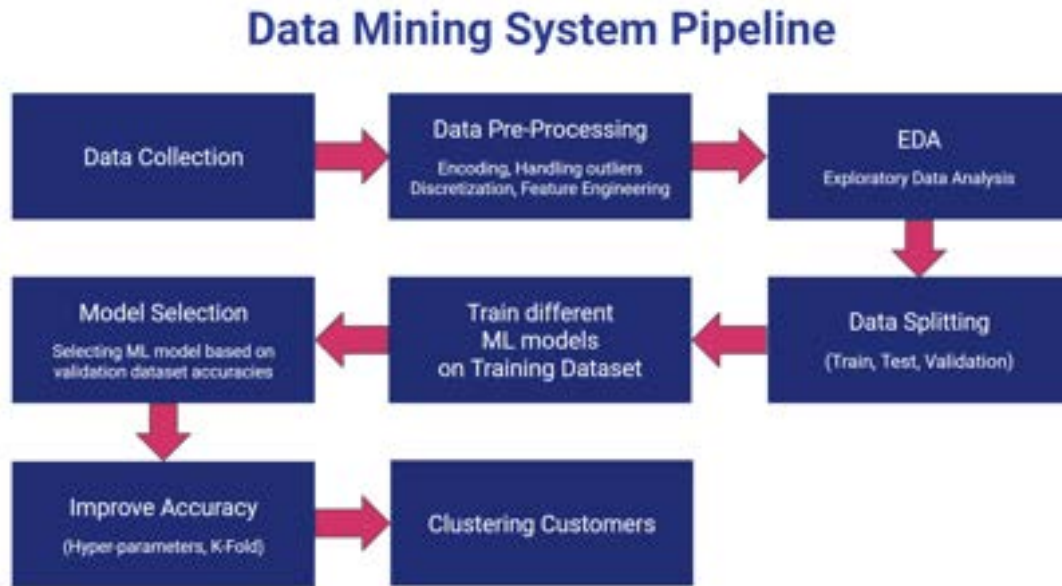 Data Mining System Pipeline
Data Collection
Data Pre-Processing
Encoding, Handling outliers
Discretization, Feature Engineering
EDA
Exploratory Data Analysis
Data Splitting
(Train, Test, Validation)
Train different
ML models
on Training Dataset
Model Selection
Selecting ML model based on
validation dataset accuracies
Improve Accuracy
(Hyper-parameters, K-Fold)
Clustering Customers